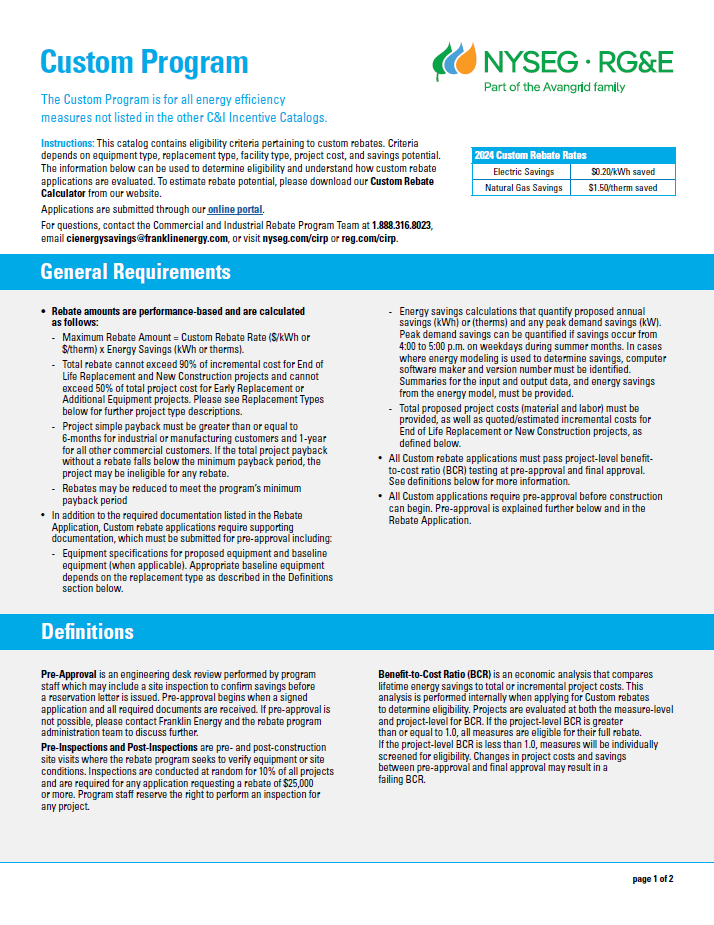 Custom Program
NYSEG · RG&E
Part of the Avangrid family
The Custom Program is for all energy efficiency
measures not listed in the other C&I Incentive Catalogs.
Instructions: This catalog contains eligibility criteria pertaining to custom rebates. Criteria
depends on equipment type, replacement type, facility type, project cost, and savings potential.
The information below can be used to determine eligibility and understand how custom rebate
applications are evaluated. To estimate rebate potential, please download our Custom Rebate
Calculator from our website.
Applications are submitted through our online portal.
For questions, contact the Commercial and Industrial Rebate Program Team at 1.888.316.8023,
email cienergysavings@franklinenergy.com, or visit nyseg.com/cirp or reg.com/cirp.
2024 Custom Rebate Rates
Electric Savings $0.20/kWh saved
Natural Gas Savings $1.50/therm saved
General Requirements
• Rebate amounts are performance-based and are calculated
as follows:
- Maximum Rebate Amount = Custom Rebate Rate ($/kWh or
$/therm) x Energy Savings (kWh or therms).
- Total rebate cannot exceed 90% of incremental cost for End of
Life Replacement and New Construction projects and cannot
exceed 50% of total project cost for Early Replacement or
Additional Equipment projects. Please see Replacement Types
below for further project type descriptions.
- Project simple payback must be greater than or equal to
6-months for industrial or manufacturing customers and 1-year
for all other commercial customers. If the total project payback
without a rebate falls below the minimum payback period, the
project may be ineligible for any rebate.
- Rebates may be reduced to meet the program's minimum
payback period
• In addition to the required documentation listed in the Rebate
Application, Custom rebate applications require supporting
documentation, which must be submitted for pre-approval including:
- Equipment specifications for proposed equipment and baseline
equipment (when applicable). Appropriate baseline equipment
depends on the replacement type as described in the Definitions
section below.
- Energy savings calculations that quantify proposed annual
savings (kWh) or (therms) and any peak demand savings (kW).
Peak demand savings can be quantified if savings occur from
4:00 to 5:00 p.m. on weekdays during summer months. In cases
where energy modeling is used to determine savings, computer
software maker and version number must be identified.
Summaries for the input and output data, and energy savings
from the energy model, must be provided.
- Total proposed project costs (material and labor) must be
provided, as well as quoted/estimated incremental costs for
End of Life Replacement or New Construction projects, as
defined below.
• All Custom rebate applications must pass project-level benefit-
to-cost ratio (BCR) testing at pre-approval and final approval.
See definitions below for more information.
• All Custom applications require pre-approval before construction
can begin. Pre-approval is explained further below and in the
Rebate Application.
Definitions
Pre-Approval is an engineering desk review performed by program
staff which may include a site inspection to confirm savings before
a reservation letter is issued. Pre-approval begins when a signed
application and all required documents are received. If pre-approval is
not possible, please contact Franklin Energy and the rebate program
administration team to discuss further.
Pre-Inspections and Post-Inspections are pre- and post-construction
site visits where the rebate program seeks to verify equipment or site
conditions. Inspections are conducted at random for 10% of all projects
and are required for any application requesting a rebate of $25,000
or more. Program staff reserve the right to perform an inspection for
any project.
Benefit-to-Cost Ratio (BCR) is an economic analysis that compares
lifetime energy savings to total or incremental project costs. This
analysis is performed internally when applying for Custom rebates
to determine eligibility. Projects are evaluated at both the measure-level
and project-level for BCR. If the project-level BCR is greater
than or equal to 1.0, all measures are eligible for their full rebate.
If the project-level BCR is less than 1.0, measures will be individually
screened for eligibility. Changes in project costs and savings
between pre-approval and final approval may result in a
failing BCR.
page 1 of 2